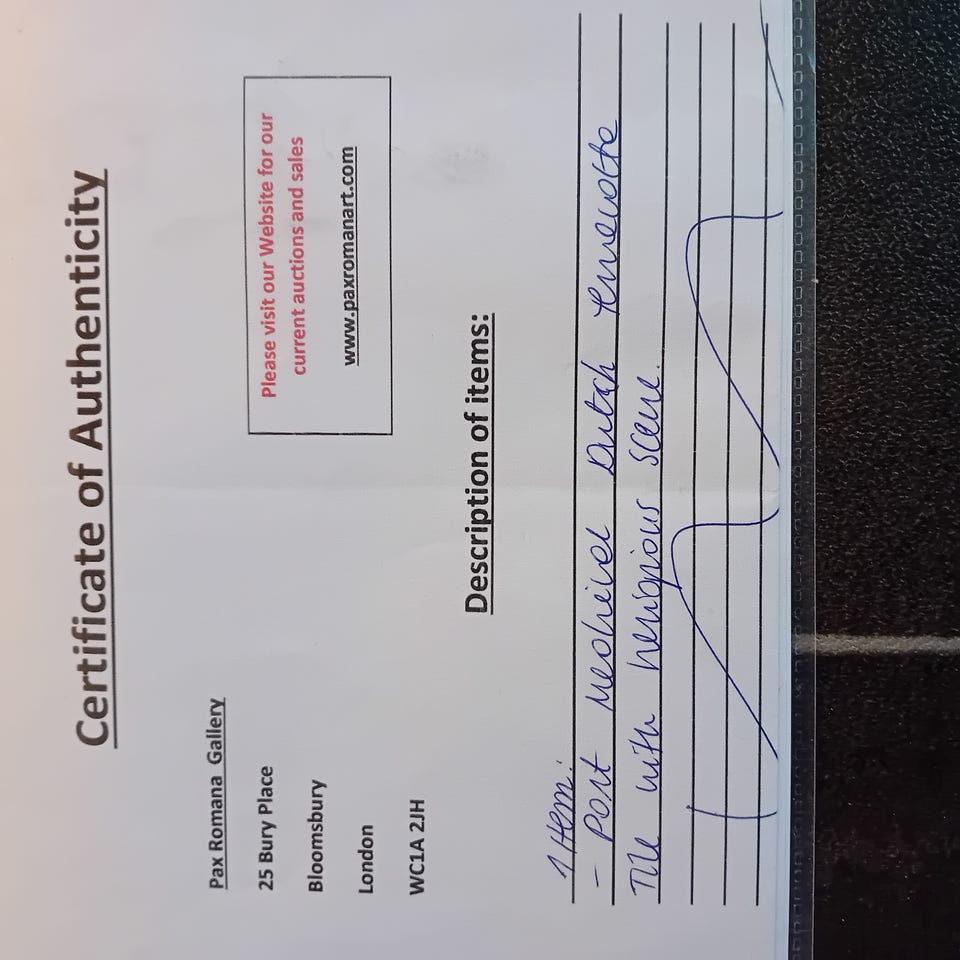 Certificate of Authenticity
Pax Romana Gallery
25 Bury Place
Bloomsbury
London
WC1A 2JH
Please visit our Website for our
current auctions and sales
www.paxromanart.com
Description of items:
1 Item:
- Post Medieval Dutch
Tile with religious scene.